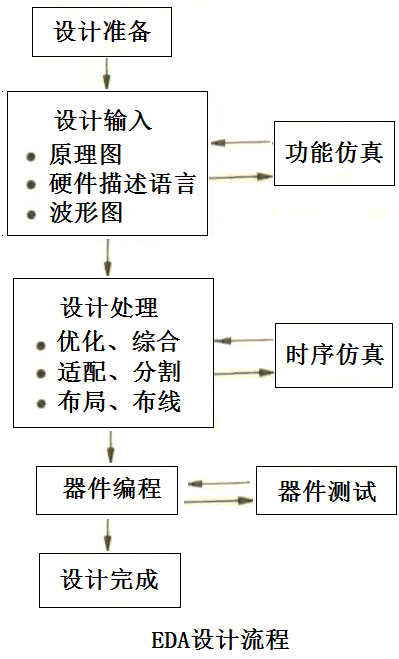 设计准备
设计输入
● 原理图
● 硬件描述语言
● 波形图
功能仿真
设计处理
● 优化、综合
● 适配、分割
● 布局、布线
时序仿真
器件编程
器件测试
设计完成
EDA设计流程